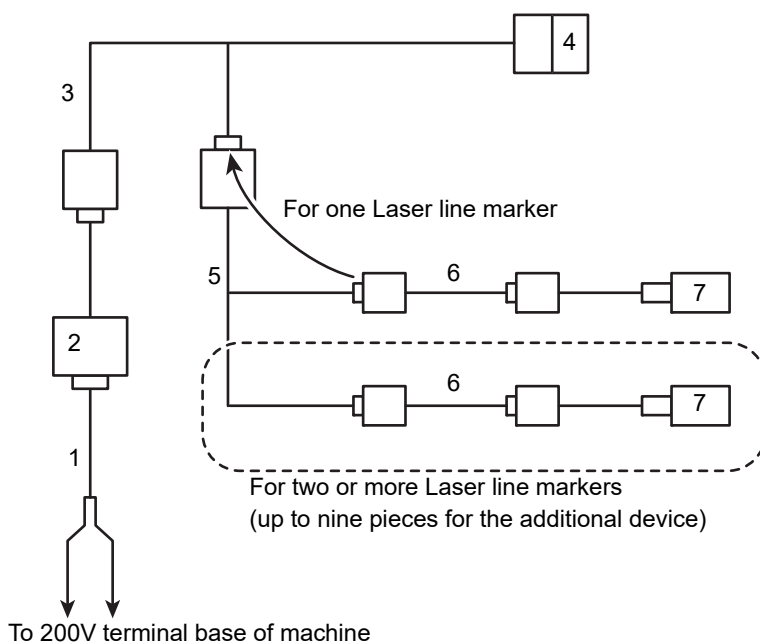 4
3
For one Laser line marker
5
6
7
2
6
7
1
For two or more Laser line markers
(up to nine pieces for the additional device)
To 200V terminal base of machine